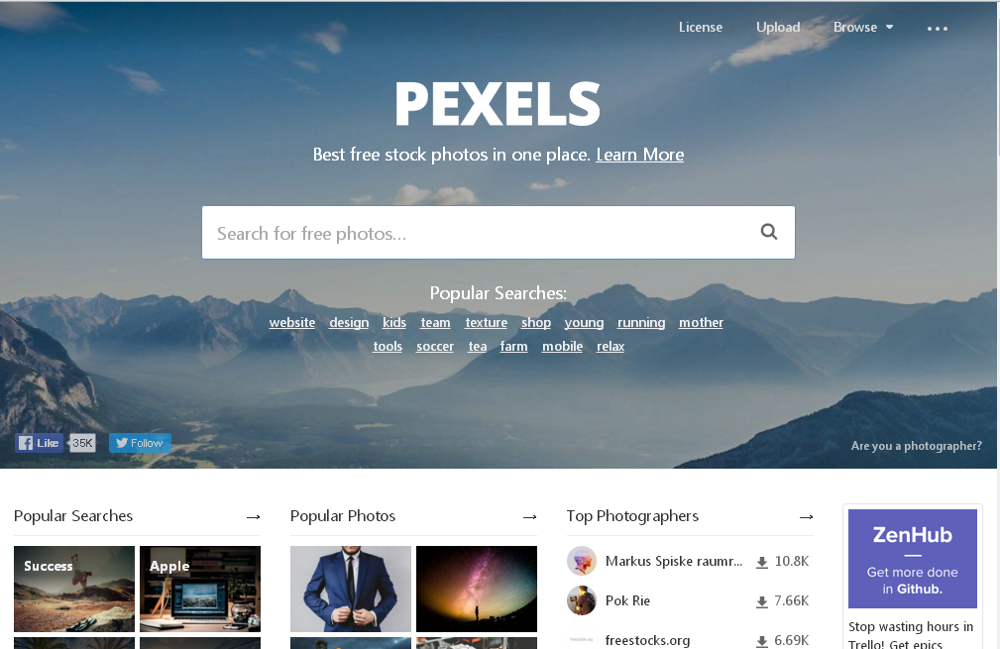 License Upload Browse
PEXELS
Best free stock photos in one place. Learn More
Search for free photos...
Popular Searches:
website design kids team texture shop young running mother
tools soccer tea farm mobile relax
Like 35K Follow
Are you a photographer?
Popular Searches →
Success
Apple
Popular Photos →
Top Photographers →
Markus Spiske raumr... 10.8K
Pok Rie 7.66K
freestocks.org 6.69K
ZenHub
Get more done
in Github.
Stop wasting hours in
Trello! Get epics